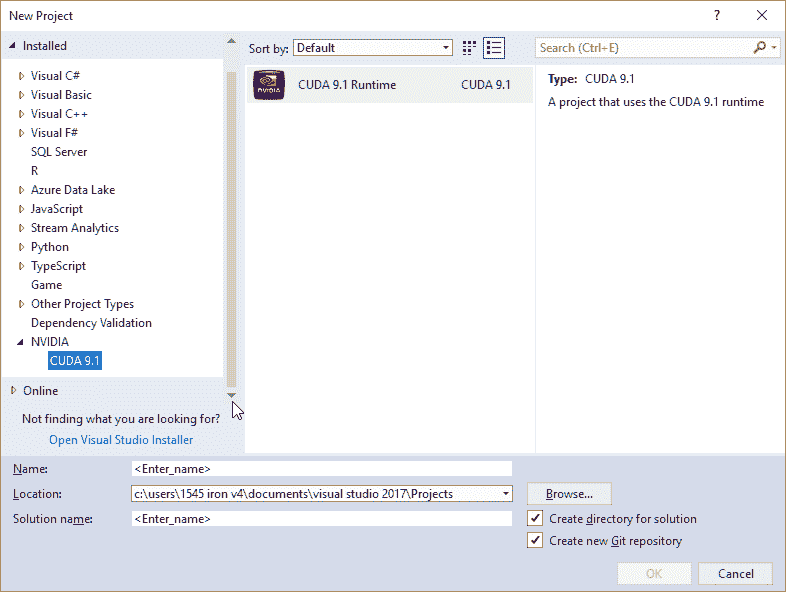 New Project
?
Installed
Sort by: Default
Search (Ctrl+E)
Visual C#
Visual Basic
Visual C++
Visual F#
SQL Server
R
Azure Data Lake
JavaScript
Stream Analytics
Python
TypeScript
Game
Other Project Types
Dependency Validation
NVIDIA
CUDA 9.1
Online
Not finding what you are looking for?
Open Visual Studio Installer
NVIDIA
CUDA 9.1 Runtime CUDA 9.1
Type: CUDA 9.1
A project that uses the CUDA 9.1 runtime
Name: <Enter_name>
Location: c:\users\1545 iron v4\documents\visual studio 2017\Projects Browse...
Solution name: <Enter_name>
Create directory for solution
Create new Git repository
OK Cancel